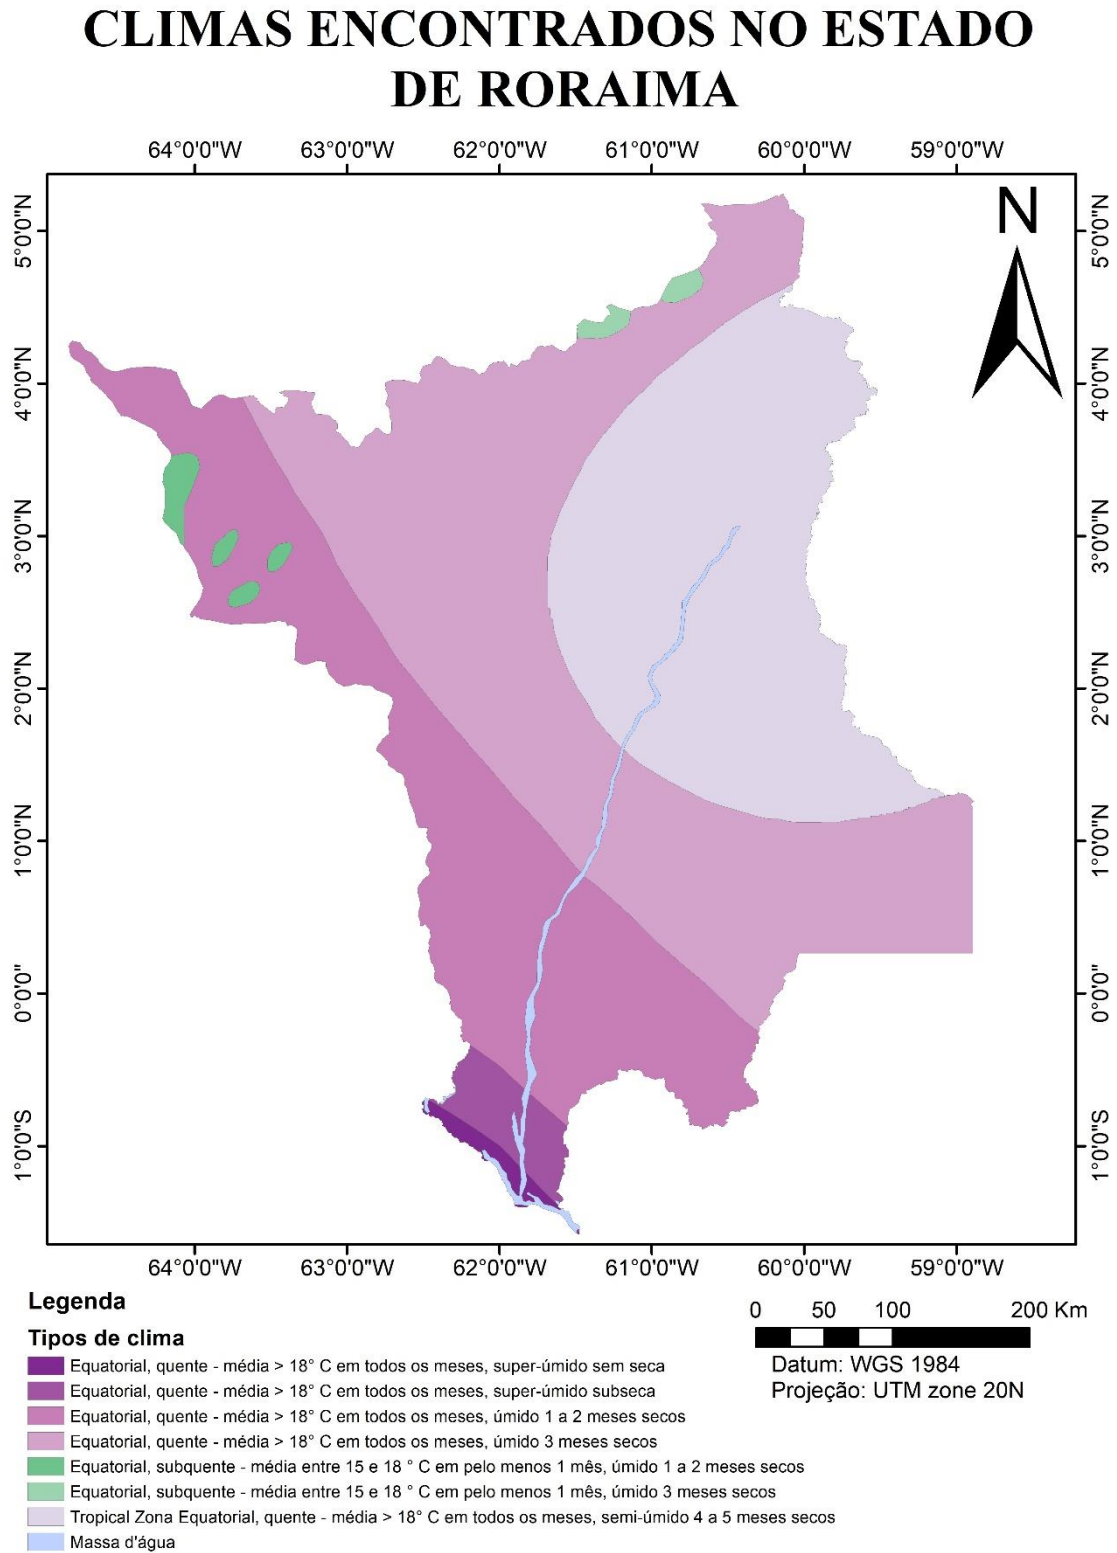 CLIMAS ENCONTRADOS NO ESTADO
DE RORAIMA
64°0'0"W 63°0'0"W 62°0'0"W 61°0'0"W 60°0'0"W 59°0'0"W
N
5°0'0"N 5°0'0"N
4°0'0"N 4°0'0"N
3°0'0"N 3°0'0"N
2°0'0"N 2°0'0"N
1°0'0"N 1°0'0"N
0°0'0" 0°0'0"
1°0'0"S 1°0'0"S
64°0'0"W 63°0'0"W 62°0'0"W 61°0'0"W 60°0'0"W 59°0'0"W
Legenda
Tipos de clima
Equatorial, quente - média > 18° C em todos os meses, super-úmido sem seca
Equatorial, quente - média > 18° C em todos os meses, super-úmido subseca
Equatorial, quente - média > 18° C em todos os meses, úmido 1 a 2 meses secos
Equatorial, quente - média > 18° C em todos os meses, úmido 3 meses secos
Equatorial, subquente - média entre 15 e 18 ° C em pelo menos 1 mês, úmido 1 a 2 meses secos
Equatorial, subquente - média entre 15 e 18 ° C em pelo menos 1 mês, úmido 3 meses secos
Tropical Zona Equatorial, quente - média > 18° C em todos os meses, semi-úmido 4 a 5 meses secos
Massa d'água
0 50 100 200 Km
Datum: WGS 1984
Projeção: UTM zone 20N